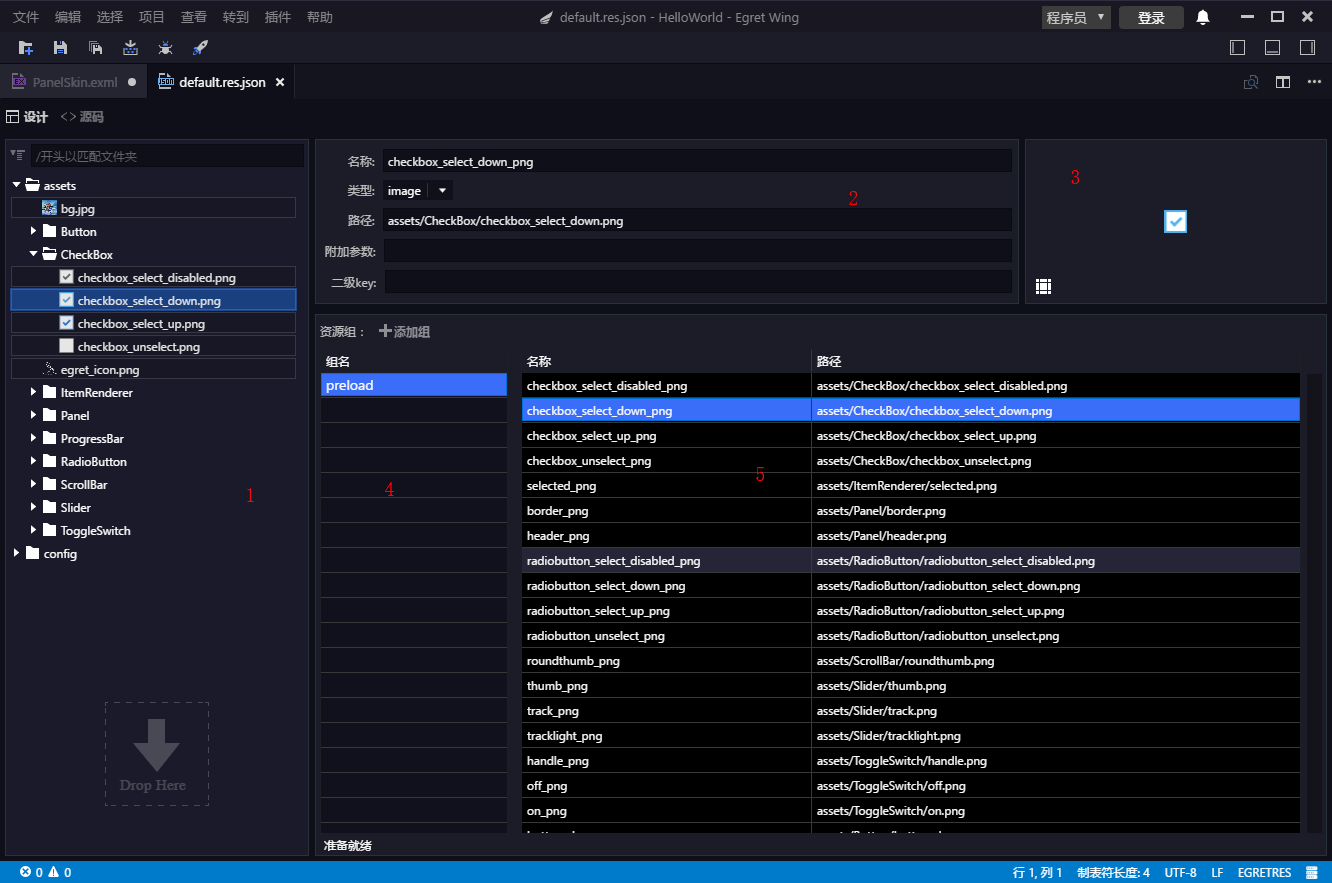 文件 编辑 选择 项目 查看 转到 插件 帮助 default.res.json - HelloWorld - Egret Wing 程序员 登录
PanelSkin.exml default.res.json
设计 <> 源码
/开头以匹配文件夹
assets
bg.jpg
Button
CheckBox
checkbox_select_disabled.png
checkbox_select_down.png
checkbox_select_up.png
checkbox_unselect.png
egret_icon.png
ItemRenderer
Panel
ProgressBar
RadioButton
ScrollBar
Slider
ToggleSwitch
config
1
Drop Here
名称: checkbox_select_down_png
类型: image
路径: assets/CheckBox/checkbox_select_down.png
附加参数:
二级key:
2
3
资源组： 添加组
组名
preload
4
名称 路径
checkbox_select_disabled_png assets/CheckBox/checkbox_select_disabled.png
checkbox_select_down_png assets/CheckBox/checkbox_select_down.png
checkbox_select_up_png assets/CheckBox/checkbox_select_up.png
checkbox_unselect_png assets/CheckBox/checkbox_unselect.png
5
selected_png assets/ItemRenderer/selected.png
border_png assets/Panel/border.png
header_png assets/Panel/header.png
radiobutton_select_disabled_png assets/RadioButton/radiobutton_select_disabled.png
radiobutton_select_down_png assets/RadioButton/radiobutton_select_down.png
radiobutton_select_up_png assets/RadioButton/radiobutton_select_up.png
radiobutton_unselect_png assets/RadioButton/radiobutton_unselect.png
roundthumb_png assets/ScrollBar/roundthumb.png
thumb_png assets/Slider/thumb.png
track_png assets/Slider/track.png
tracklight_png assets/Slider/tracklight.png
handle_png assets/ToggleSwitch/handle.png
off_png assets/ToggleSwitch/off.png
on_png assets/ToggleSwitch/on.png
准备就绪
0 0 行 1, 列 1 制表符长度: 4 UTF-8 LF EGRETRES